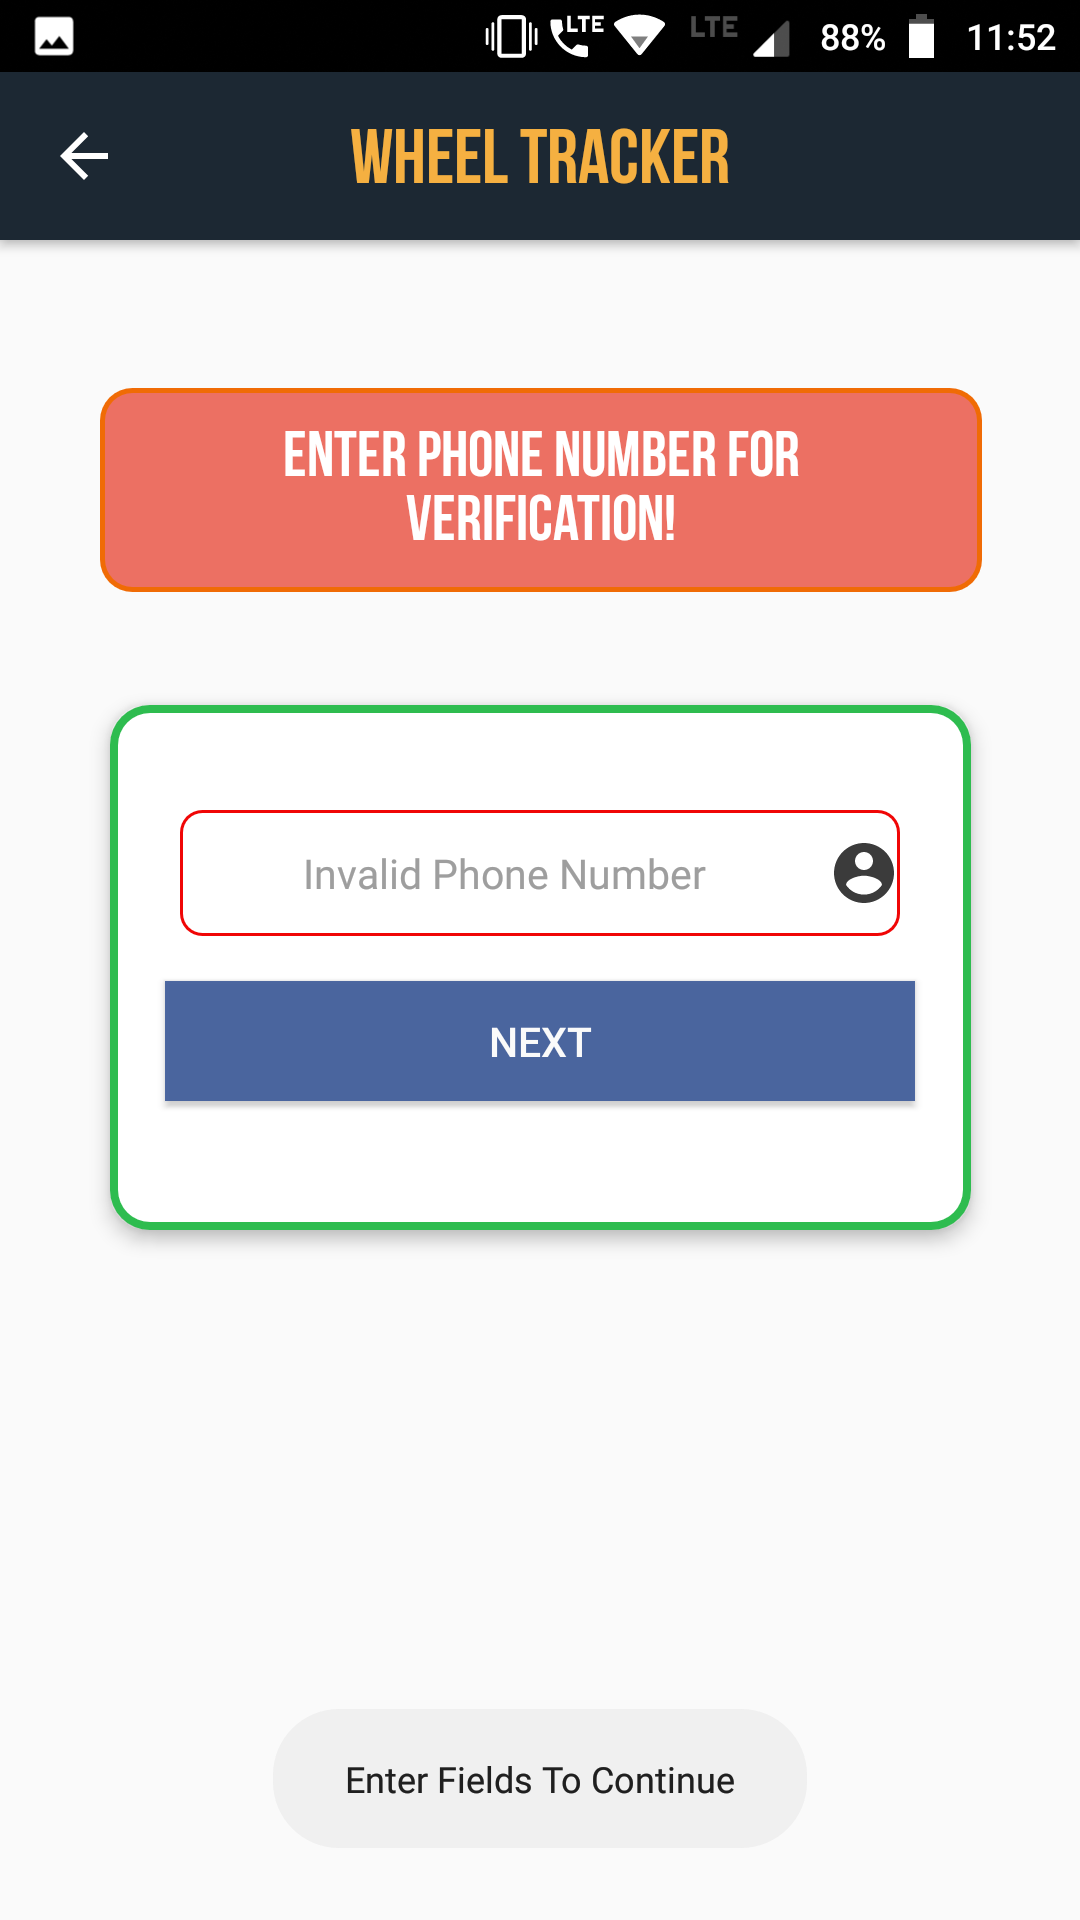 LTE LTE 88% 11:52
WHEEL TRACKER
ENTER PHONE NUMBER FOR
VERIFICATION!
Invalid Phone Number
NEXT
Enter Fields To Continue